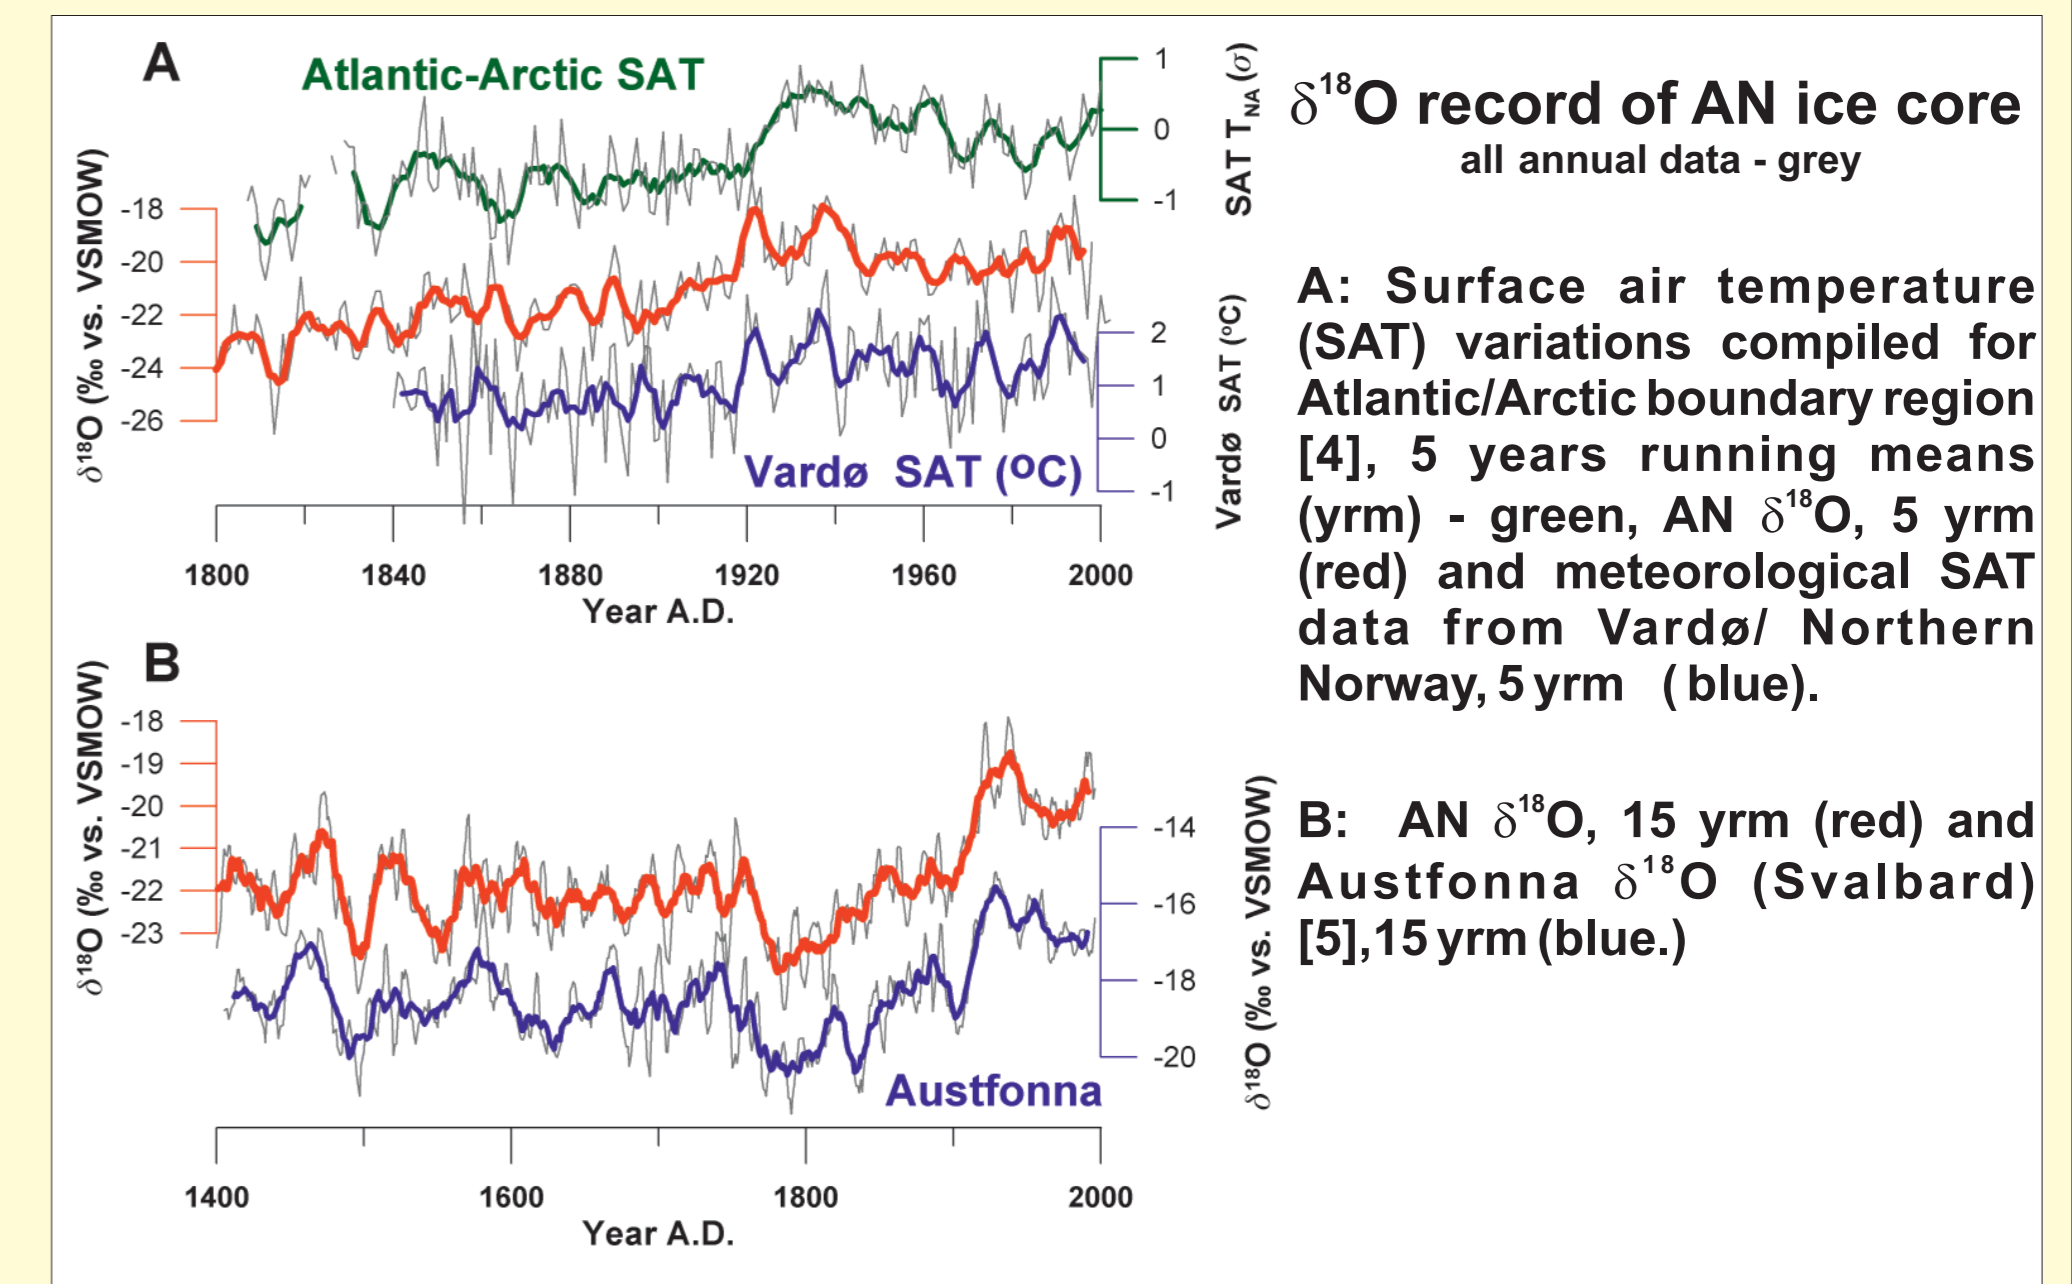 A
Atlantic-Arctic SAT
1
0
-1
SAT T_NA (σ)
δ¹⁸O (‰ vs. VSMOW)
-18
-20
-22
-24
-26
2
1
0
-1
Vardø SAT (ºC)
Vardø SAT (ºC)
1800 1840 1880 1920 1960 2000
Year A.D.
B
δ¹⁸O (‰ vs. VSMOW)
-18
-19
-20
-21
-22
-23
-14
-16
-18
-20
δ¹⁸O (‰ vs. VSMOW)
Austfonna
1400 1600 1800 2000
Year A.D.
δ¹⁸O record of AN ice core
all annual data - grey
A: Surface air temperature
(SAT) variations compiled for
Atlantic/Arctic boundary region
[4], 5 years running means
(yrm) - green, AN δ¹⁸O, 5 yrm
(red) and meteorological SAT
data from Vardø/ Northern
Norway, 5 yrm ( blue).
B: AN δ¹⁸O, 15 yrm (red) and
Austfonna δ¹⁸O (Svalbard)
[5],15 yrm (blue.)